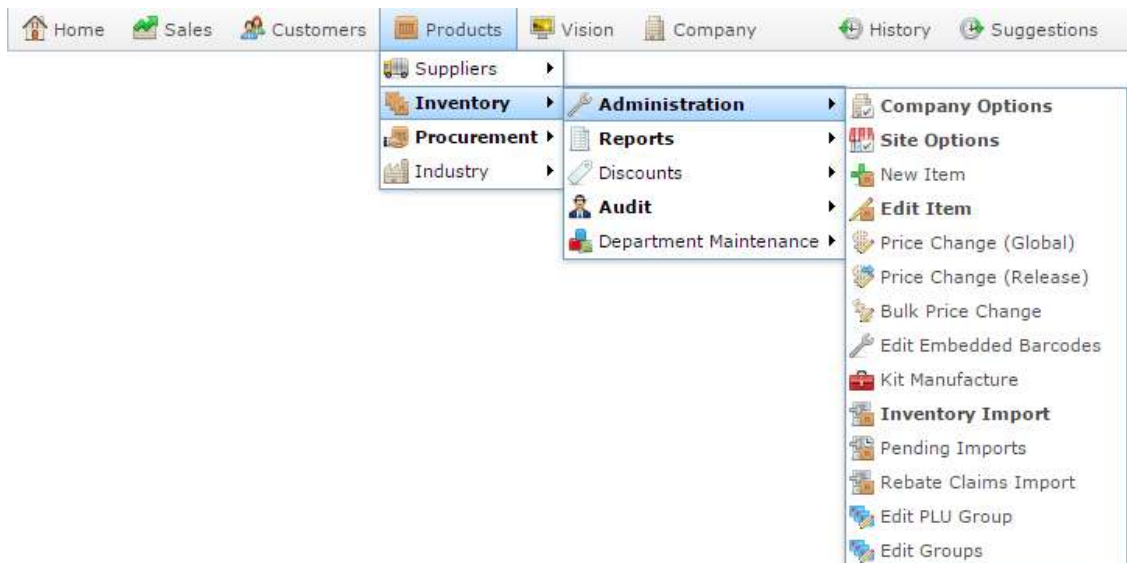 Home Sales Customers Products Vision Company History Suggestions
Suppliers
Inventory
Procurement
Industry
Administration
Reports
Discounts
Audit
Department Maintenance
Company Options
Site Options
New Item
Edit Item
Price Change (Global)
Price Change (Release)
Bulk Price Change
Edit Embedded Barcodes
Kit Manufacture
Inventory Import
Pending Imports
Rebate Claims Import
Edit PLU Group
Edit Groups